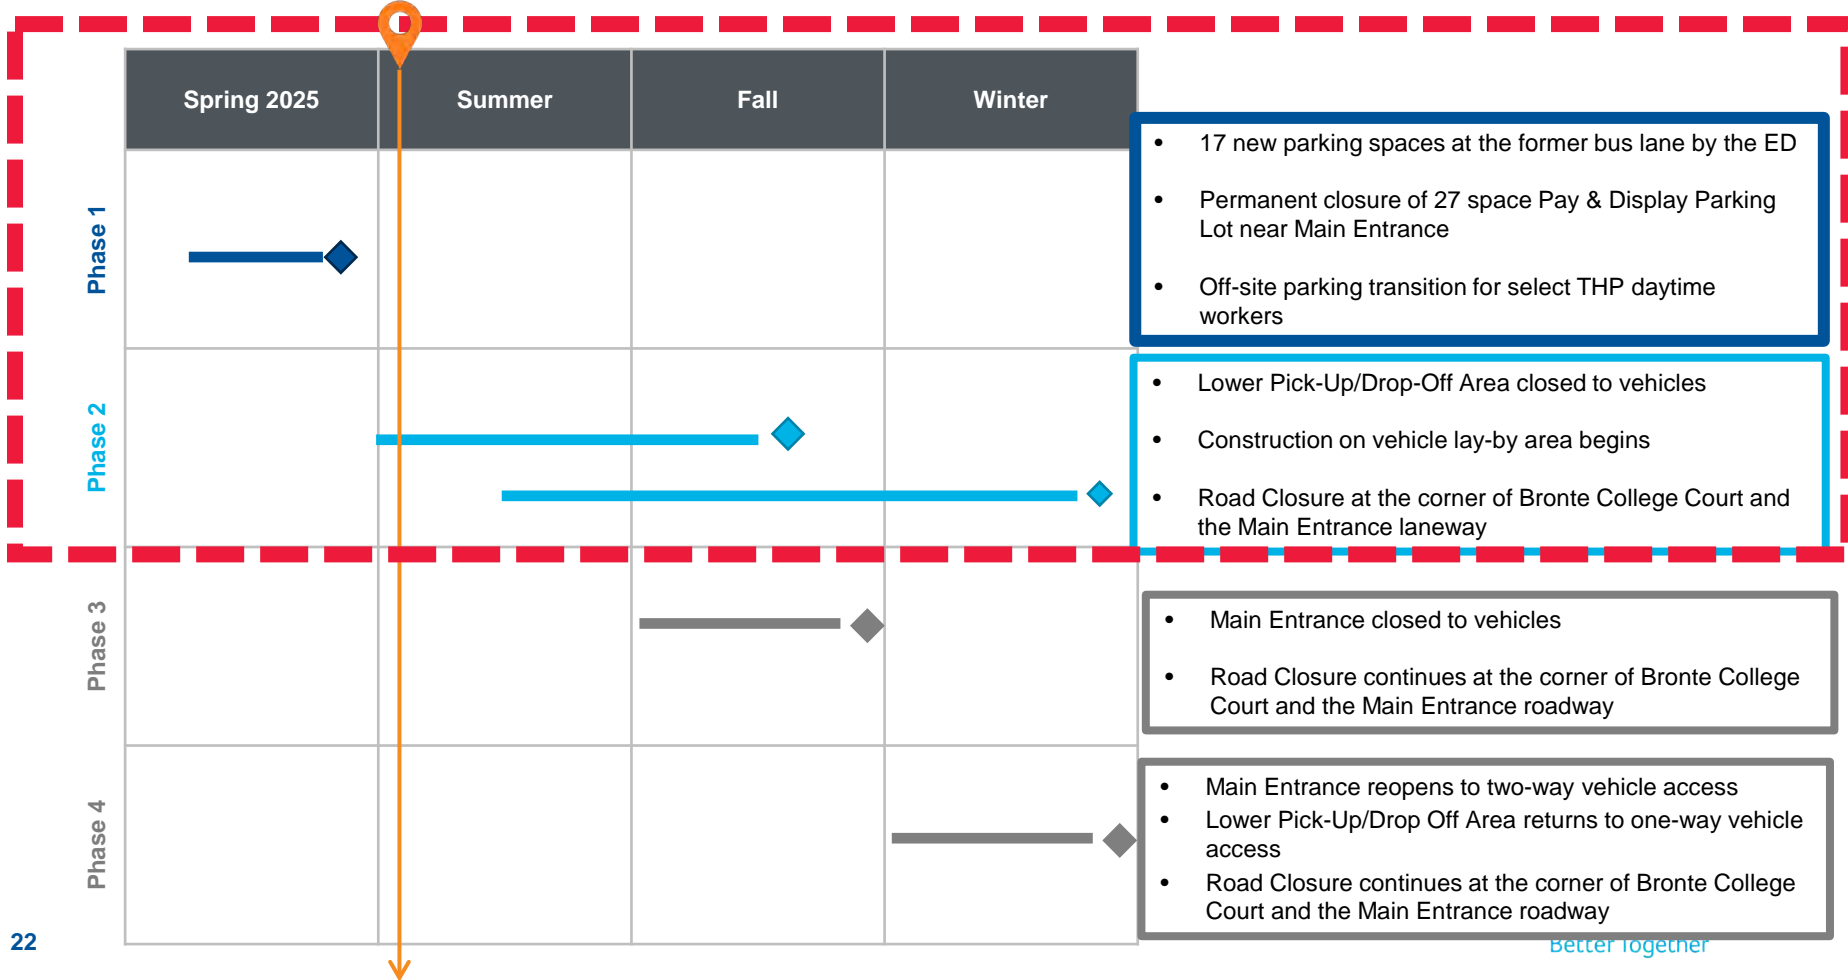 Spring 2025
Summer
Fall
Winter
Phase 1
• 17 new parking spaces at the former bus lane by the ED
• Permanent closure of 27 space Pay & Display Parking
Lot near Main Entrance
• Off-site parking transition for select THP daytime
workers
Phase 2
• Lower Pick-Up/Drop-Off Area closed to vehicles
• Construction on vehicle lay-by area begins
• Road Closure at the corner of Bronte College Court and
the Main Entrance laneway
Phase 3
• Main Entrance closed to vehicles
• Road Closure continues at the corner of Bronte College
Court and the Main Entrance roadway
Phase 4
• Main Entrance reopens to two-way vehicle access
• Lower Pick-Up/Drop Off Area returns to one-way vehicle
access
• Road Closure continues at the corner of Bronte College
Court and the Main Entrance roadway
22
Better Together